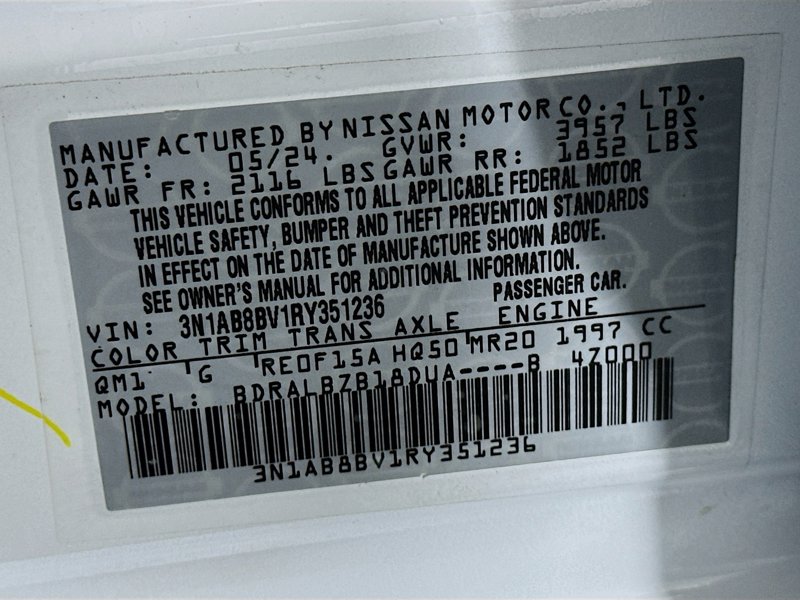 MANUFACTURED BY NISSAN MOTOR CO., LTD.
DATE: 05/24. GVWR: 3957 LBS
GAWR FR: 2116 LBS GAWR RR: 1852 LBS
THIS VEHICLE CONFORMS TO ALL APPLICABLE FEDERAL MOTOR
VEHICLE SAFETY, BUMPER AND THEFT PREVENTION STANDARDS
IN EFFECT ON THE DATE OF MANUFACTURE SHOWN ABOVE.
SEE OWNER'S MANUAL FOR ADDITIONAL INFORMATION.
VIN: 3N1AB8BV1RY351236 PASSENGER CAR.
COLOR TRIM TRANS AXLE ENGINE
QM1 G RE0F15A HQ50 MR20 1997 CC
MODEL: BDRALBZB18DUA----B 4Z000
3N1AB8BV1RY351236